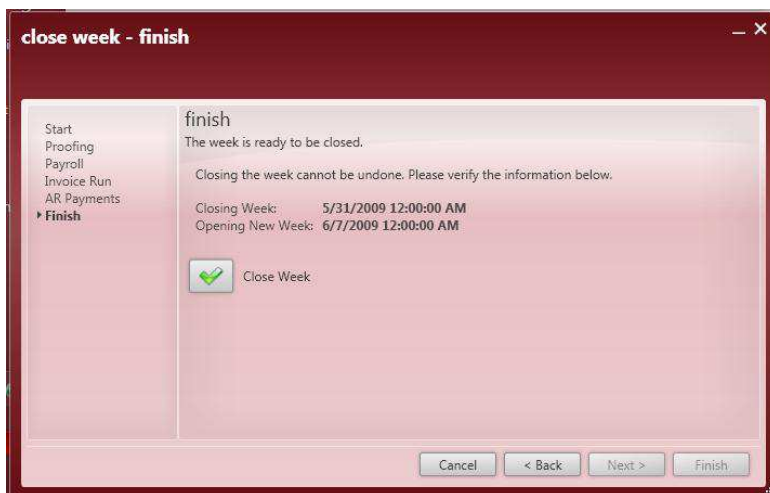 close week - finish
Start
Proofing
Payroll
Invoice Run
AR Payments
Finish
finish
The week is ready to be closed.
Closing the week cannot be undone. Please verify the information below.
Closing Week: 5/31/2009 12:00:00 AM
Opening New Week: 6/7/2009 12:00:00 AM
Close Week
Cancel < Back Next > Finish